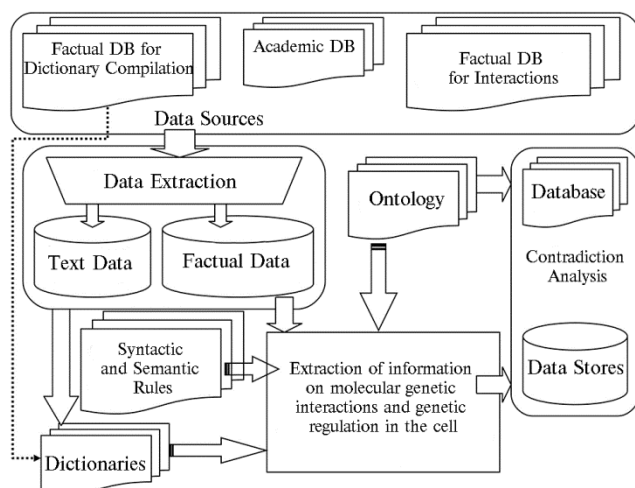 Factual DB for
Dictionary Compilation
Academic DB
Factual DB
for Interactions
Data Sources
Data Extraction
Text Data
Factual Data
Ontology
Database
Contradiction
Analysis
Data Stores
Syntactic
and Semantic
Rules
Extraction of information
on molecular genetic
interactions and genetic
regulation in the cell
Dictionaries